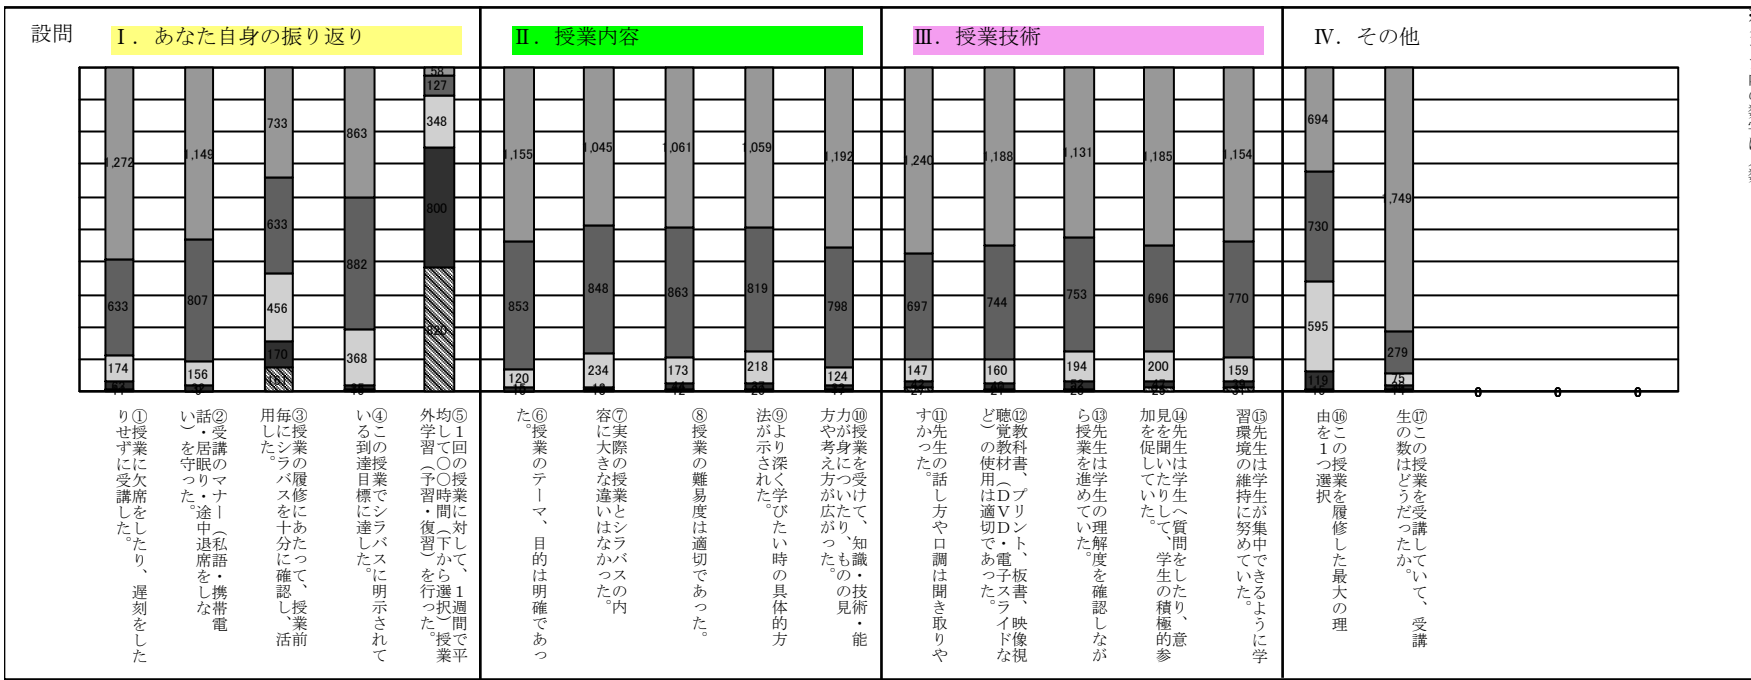 設問
Ⅰ．あなた自身の振り返り
Ⅱ．授業内容
Ⅲ．授業技術
Ⅳ．その他
1,272
633
174
1,149
807
156
733
633
456
170
161
863
882
368
58
127
348
800
820
1,155
853
120
1,045
848
234
1,061
863
173
1,059
819
218
1,192
798
124
1,240
697
147
1,188
744
160
1,131
753
194
1,185
696
200
1,154
770
159
694
730
595
119
1,749
279
75
0
0
0
①授業に欠席をしたり、遅刻をした
りせずに受講した。
②受講のマナー（私語・携帯電
話・居眠り・途中退席をしな
い）を守った。
③授業の履修にあたって、授業前
毎にシラバスを十分に確認し、活
用した。
④この授業でシラバスに明示されて
いる到達目標に達した。
⑤１回の授業に対して、１週間で平
均して〇〇時間（下から選択）授業
外学習（予習・復習）を行った。
⑥授業のテーマ、目的は明確であっ
た。
⑦実際の授業とシラバスの内
容に大きな違いはなかった。
⑧授業の難易度は適切であった。
⑨より深く学びたい時の具体的方
法が示された。
⑩授業を受けて、知識・技術・能
力が身についたり、ものの見
方や考え方が広がった。
⑪先生の話し方や口調は聞き取りや
すかった。
⑫教科書、プリント、板書、映像視
聴覚教材（ＤＶＤ・電子スライドな
ど）の使用は適切であった。
⑬先生は学生の理解度を確認しなが
ら授業を進めていた。
⑭先生は学生へ質問をしたり、意
見を聞いたりして、学生の積極的参
加を促していた。
⑮先生は学生が集中できるように学
習環境の維持に努めていた。
⑯この授業を履修した最大の理
由を１つ選択
⑰この授業を受講していて、受講
生の数はどうだったか。